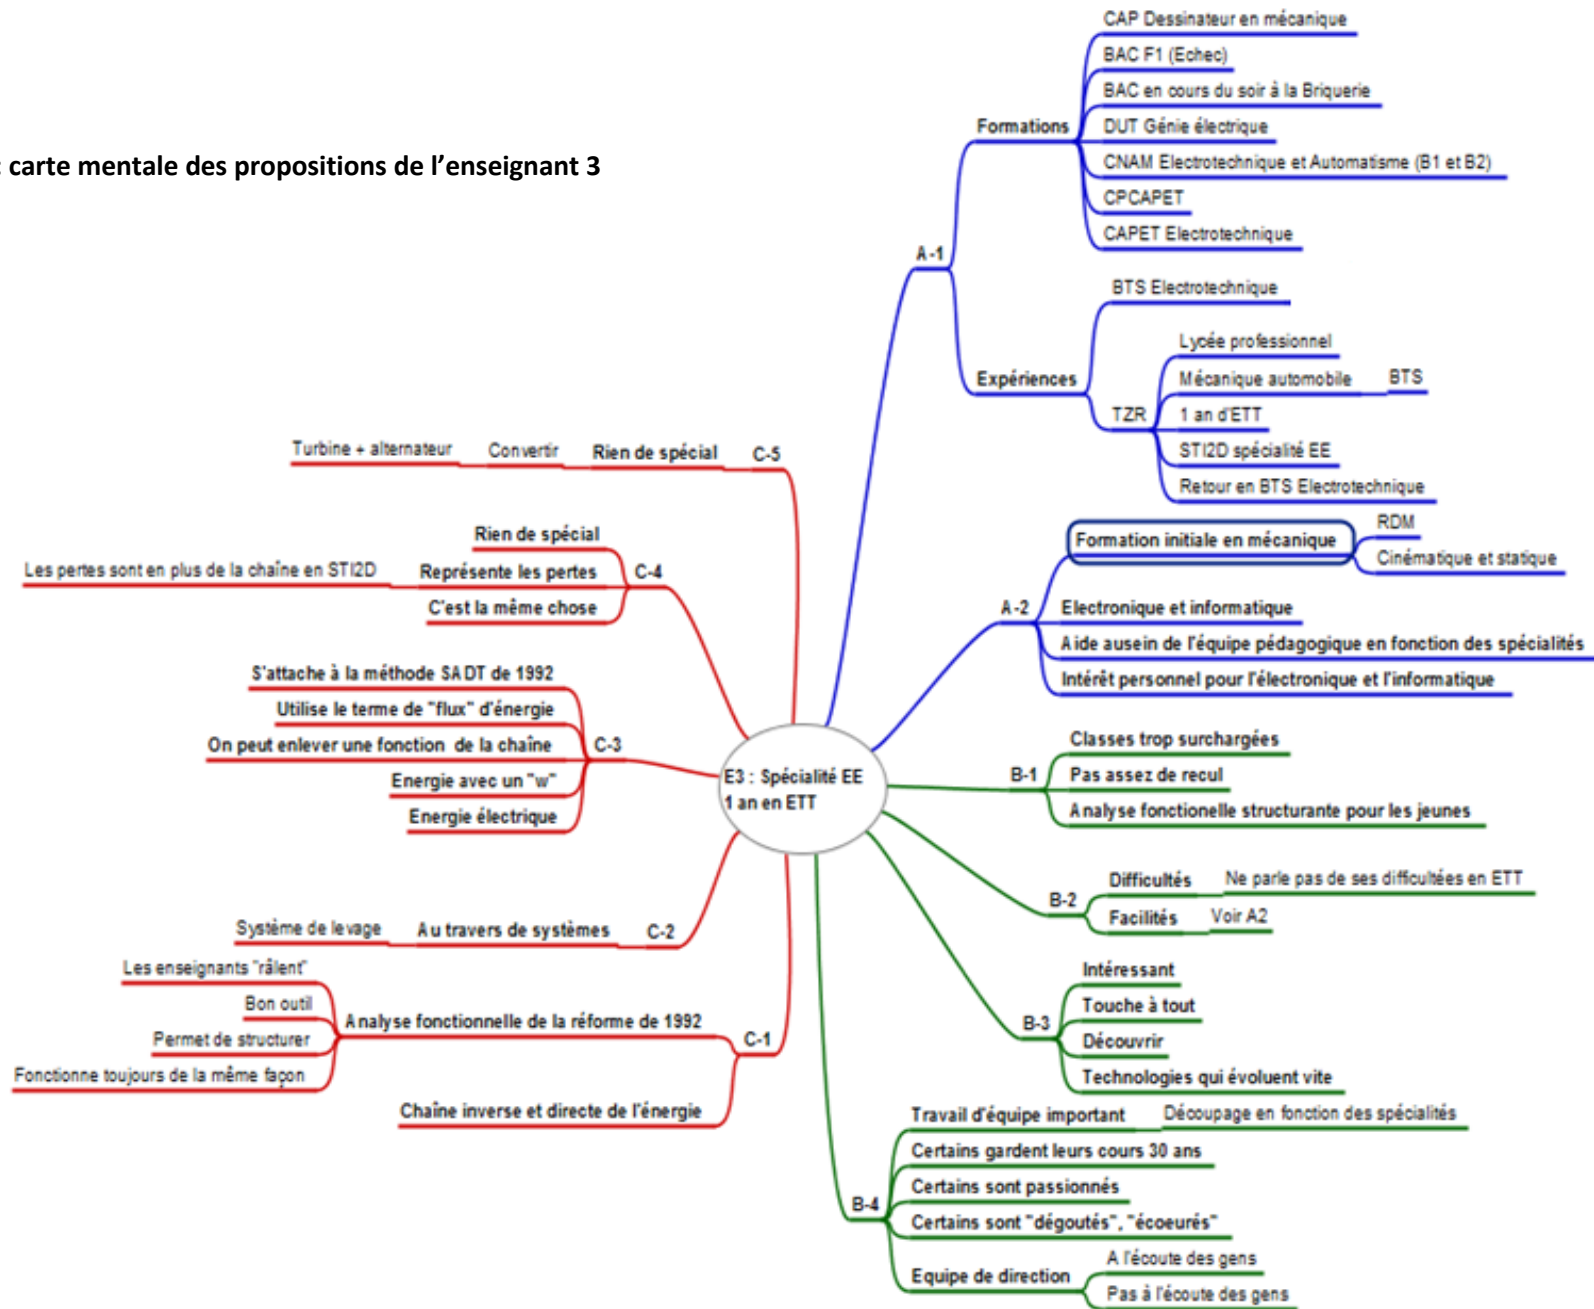 : carte mentale des propositions de l'enseignant 3
E3 : Spécialité EE
1 an en ETT
A-1
Formations
CAP Dessinateur en mécanique
BAC F1 (Echec)
BAC en cours du soir à la Briquerie
DUT Génie électrique
CNAM Electrotechnique et Automatisme (B1 et B2)
CPCAPET
CAPET Electrotechnique
Expériences
BTS Electrotechnique
TZR
Lycée professionnel
Mécanique automobile
BTS
1 an d'ETT
STI2D spécialité EE
Retour en BTS Electrotechnique
A-2
Formation initiale en mécanique
RDM
Cinématique et statique
Electronique et informatique
Aide ausein de l'équipe pédagogique en fonction des spécialités
Intérêt personnel pour l'électronique et l'informatique
B-1
Classes trop surchargées
Pas assez de recul
Analyse fonctionelle structurante pour les jeunes
B-2
Difficultés
Ne parle pas de ses difficultées en ETT
Facilités
Voir A2
B-3
Intéressant
Touche à tout
Découvrir
Technologies qui évoluent vite
B-4
Travail d'équipe important
Découpage en fonction des spécialités
Certains gardent leurs cours 30 ans
Certains sont passionnés
Certains sont "dégoutés", "écoeurés"
Equipe de direction
A l'écoute des gens
Pas à l'écoute des gens
C-5
Rien de spécial
Convertir
Turbine + alternateur
C-4
Rien de spécial
Représente les pertes
Les pertes sont en plus de la chaîne en STI2D
C'est la même chose
C-3
S'attache à la méthode SADT de 1992
Utilise le terme de "flux" d'énergie
On peut enlever une fonction de la chaîne
Energie avec un "w"
Energie électrique
C-2
Au travers de systèmes
Système de levage
C-1
Analyse fonctionnelle de la réforme de 1992
Les enseignants "râlent"
Bon outil
Permet de structurer
Fonctionne toujours de la même façon
Chaîne inverse et directe de l'énergie